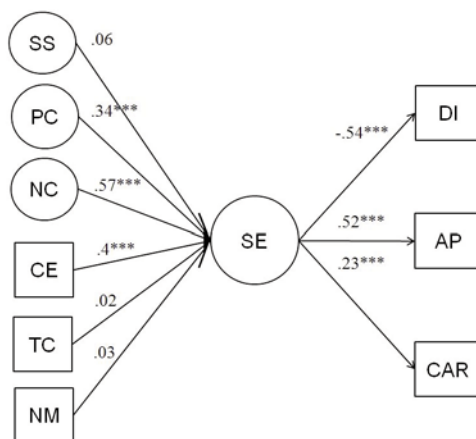 SS
.06
PC
.34***
NC
.57***
CE
.4***
TC
.02
NM
.03
SE
-.54***
DI
.52***
AP
.23***
CAR